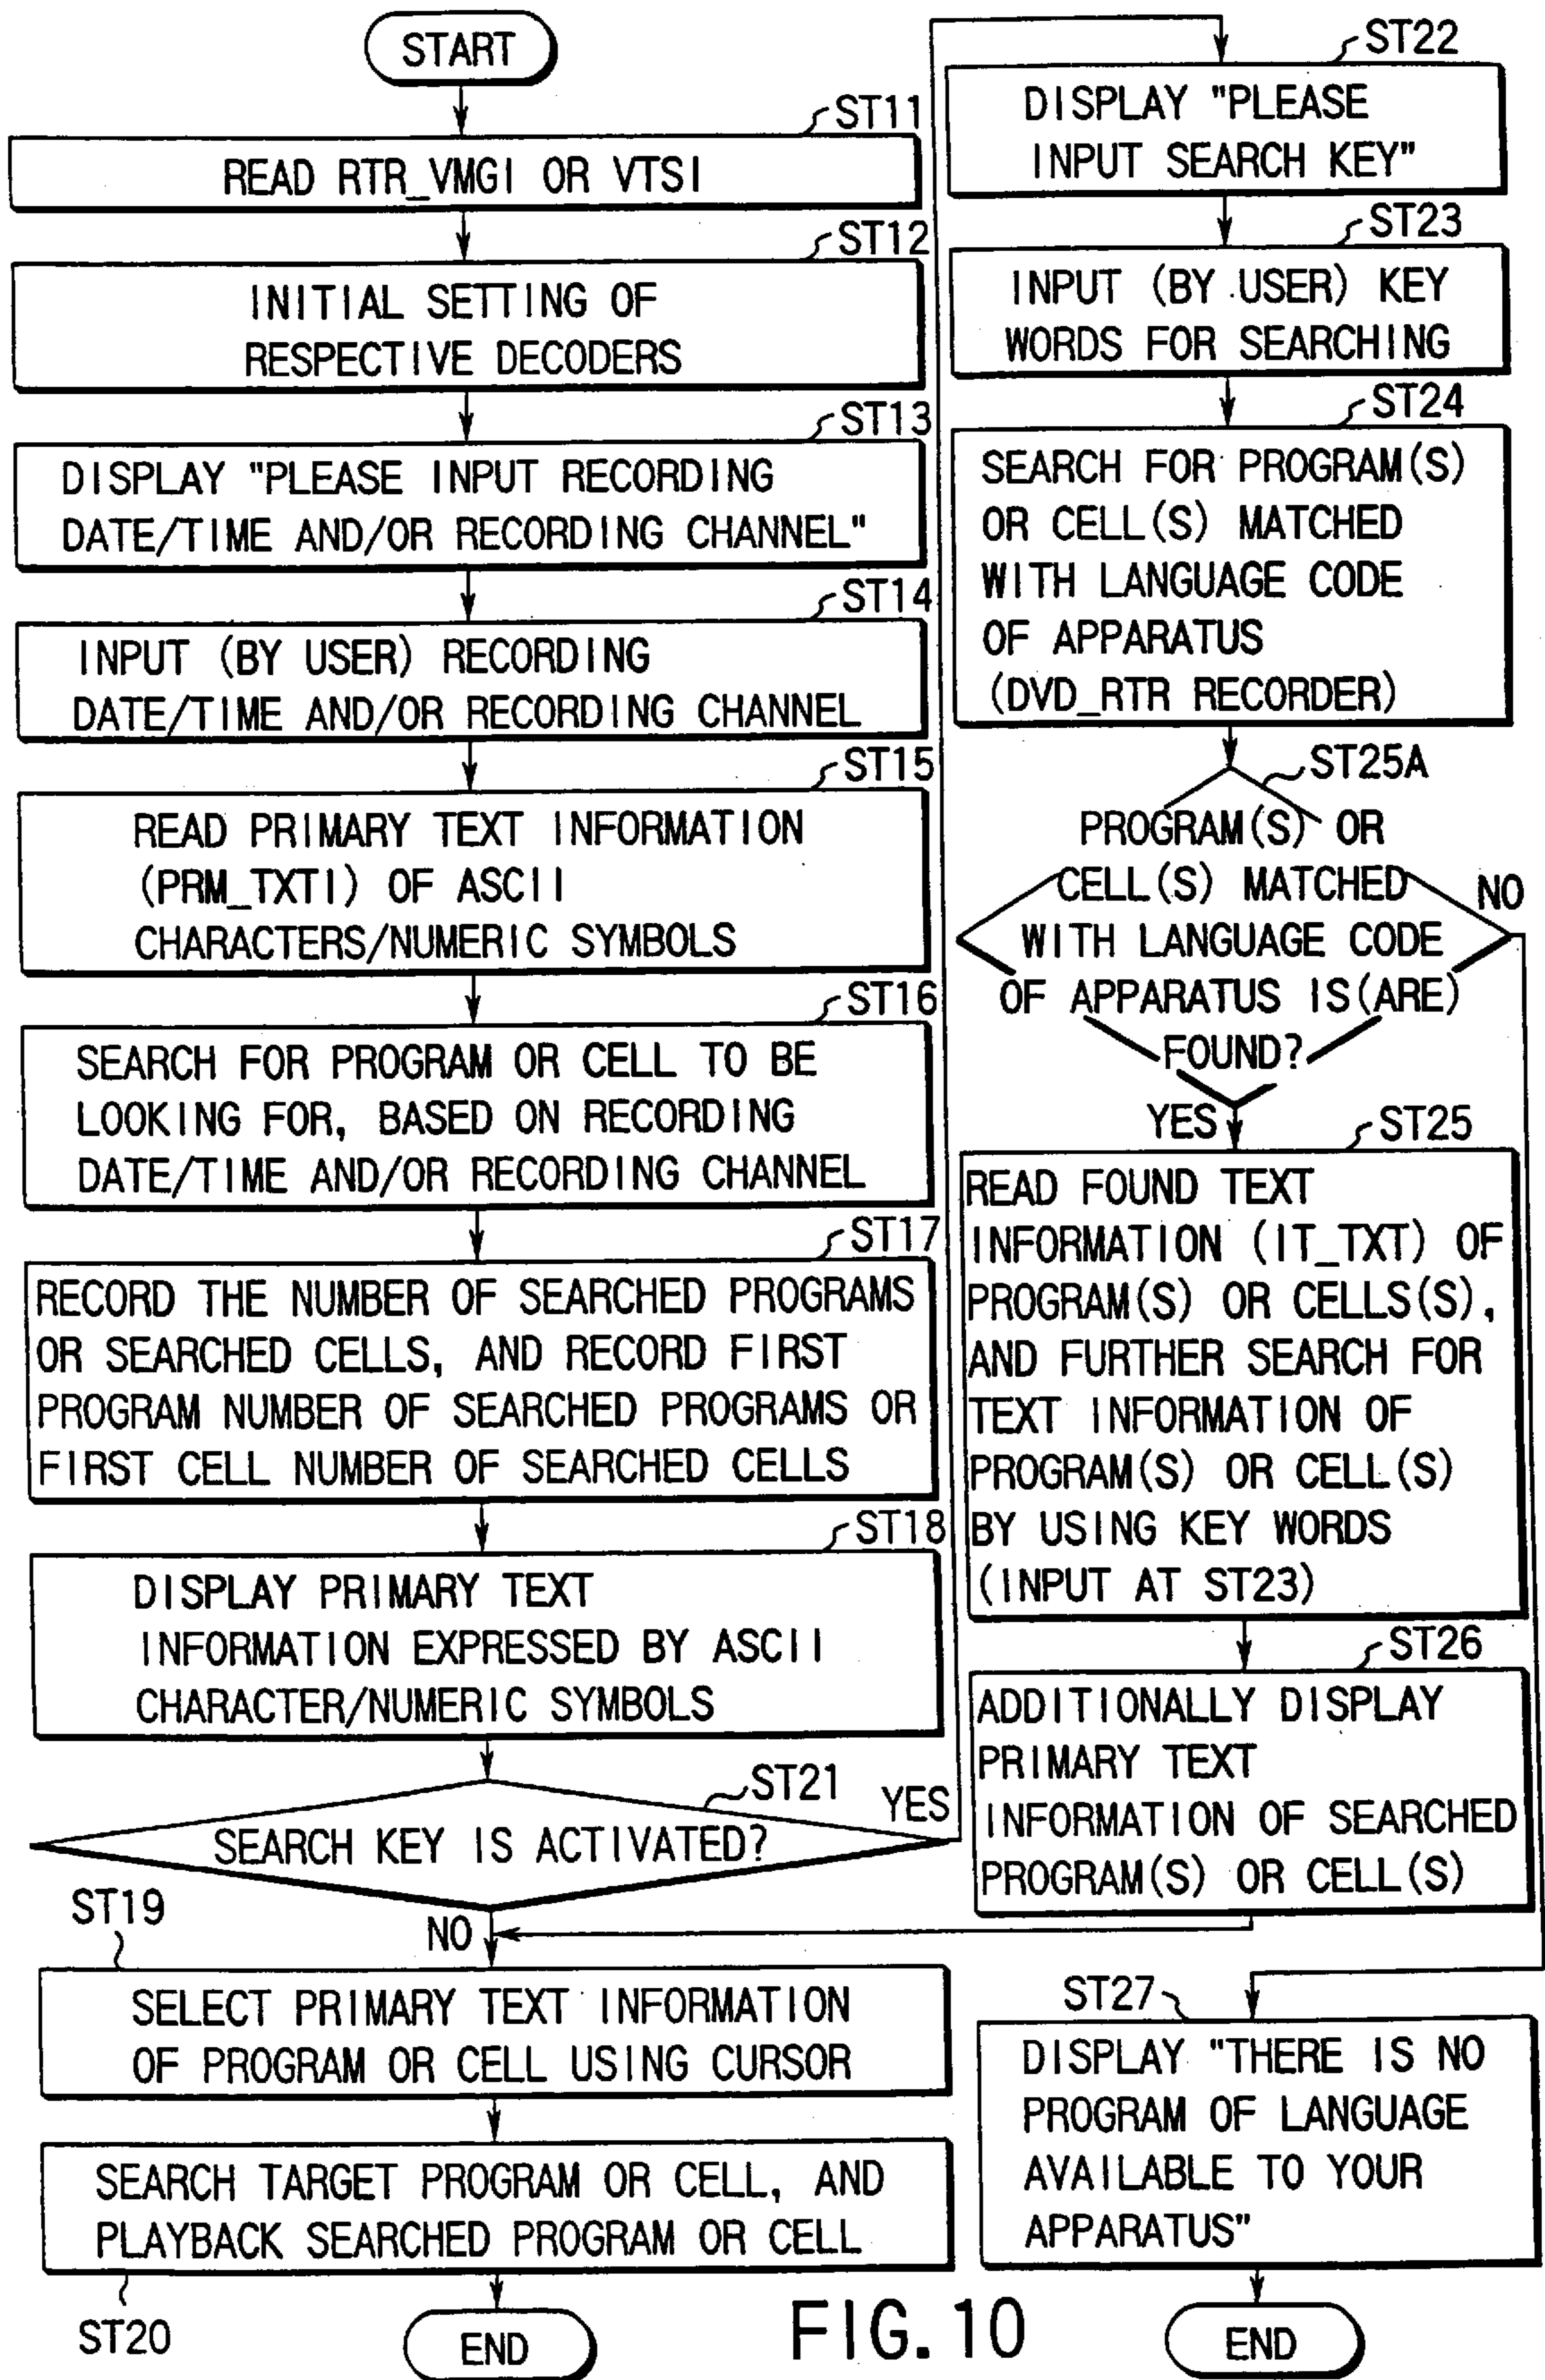 START
ST11
READ RTR_VMGI OR VTSI
ST12
INITIAL SETTING OF
RESPECTIVE DECODERS
ST13
DISPLAY "PLEASE INPUT RECORDING
DATE/TIME AND/OR RECORDING CHANNEL"
ST14
INPUT (BY USER) RECORDING
DATE/TIME AND/OR RECORDING CHANNEL
ST15
READ PRIMARY TEXT INFORMATION
(PRM_TXTI) OF ASCII
CHARACTERS/NUMERIC SYMBOLS
ST16
SEARCH FOR PROGRAM OR CELL TO BE
LOOKING FOR, BASED ON RECORDING
DATE/TIME AND/OR RECORDING CHANNEL
ST17
RECORD THE NUMBER OF SEARCHED PROGRAMS
OR SEARCHED CELLS, AND RECORD FIRST
PROGRAM NUMBER OF SEARCHED PROGRAMS OR
FIRST CELL NUMBER OF SEARCHED CELLS
ST18
DISPLAY PRIMARY TEXT
INFORMATION EXPRESSED BY ASCII
CHARACTER/NUMERIC SYMBOLS
ST21
YES
SEARCH KEY IS ACTIVATED?
NO
ST19
SELECT PRIMARY TEXT INFORMATION
OF PROGRAM OR CELL USING CURSOR
SEARCH TARGET PROGRAM OR CELL, AND
PLAYBACK SEARCHED PROGRAM OR CELL
ST20
END
ST22
DISPLAY "PLEASE
INPUT SEARCH KEY"
ST23
INPUT (BY USER) KEY
WORDS FOR SEARCHING
ST24
SEARCH FOR PROGRAM(S)
OR CELL(S) MATCHED
WITH LANGUAGE CODE
OF APPARATUS
(DVD_RTR RECORDER)
ST25A
PROGRAM(S) OR
CELL(S) MATCHED
NO
WITH LANGUAGE CODE
OF APPARATUS IS(ARE)
FOUND?
YES
ST25
READ FOUND TEXT
INFORMATION (IT_TXT) OF
PROGRAM(S) OR CELLS(S),
AND FURTHER SEARCH FOR
TEXT INFORMATION OF
PROGRAM(S) OR CELL(S)
BY USING KEY WORDS
(INPUT AT ST23)
ST26
ADDITIONALLY DISPLAY
PRIMARY TEXT
INFORMATION OF SEARCHED
PROGRAM(S) OR CELL(S)
ST27
DISPLAY "THERE IS NO
PROGRAM OF LANGUAGE
AVAILABLE TO YOUR
APPARATUS"
END
FIG. 10